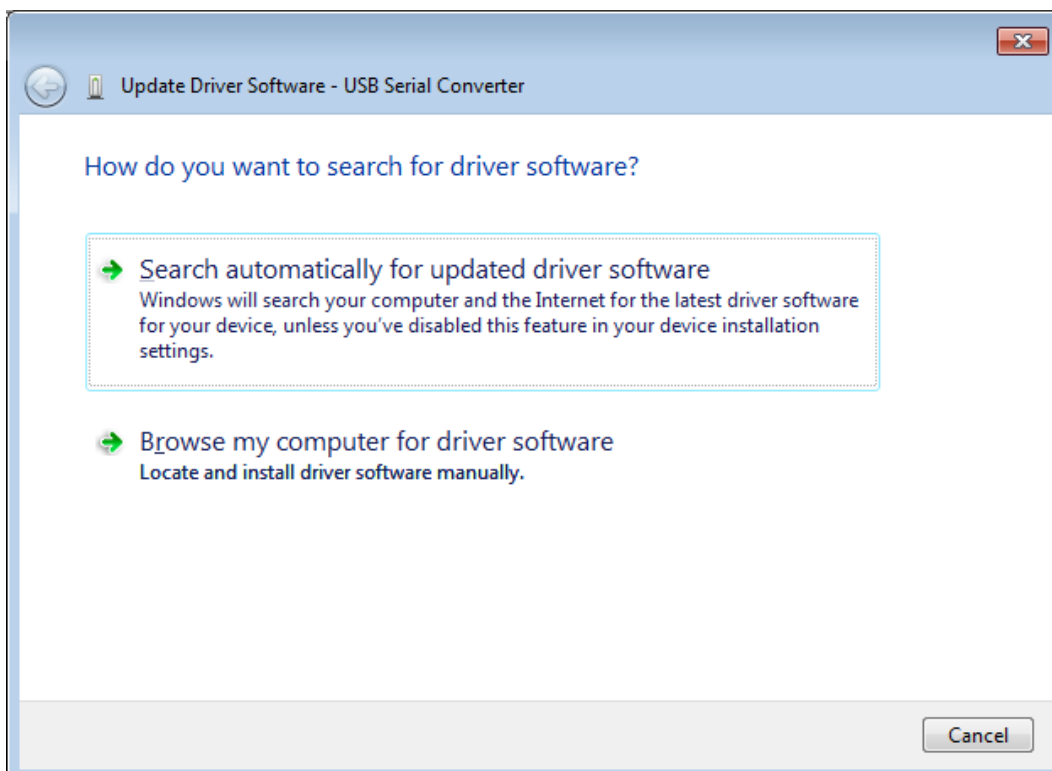 Update Driver Software - USB Serial Converter
How do you want to search for driver software?
Search automatically for updated driver software
Windows will search your computer and the Internet for the latest driver software
for your device, unless you've disabled this feature in your device installation
settings.
Browse my computer for driver software
Locate and install driver software manually.
Cancel